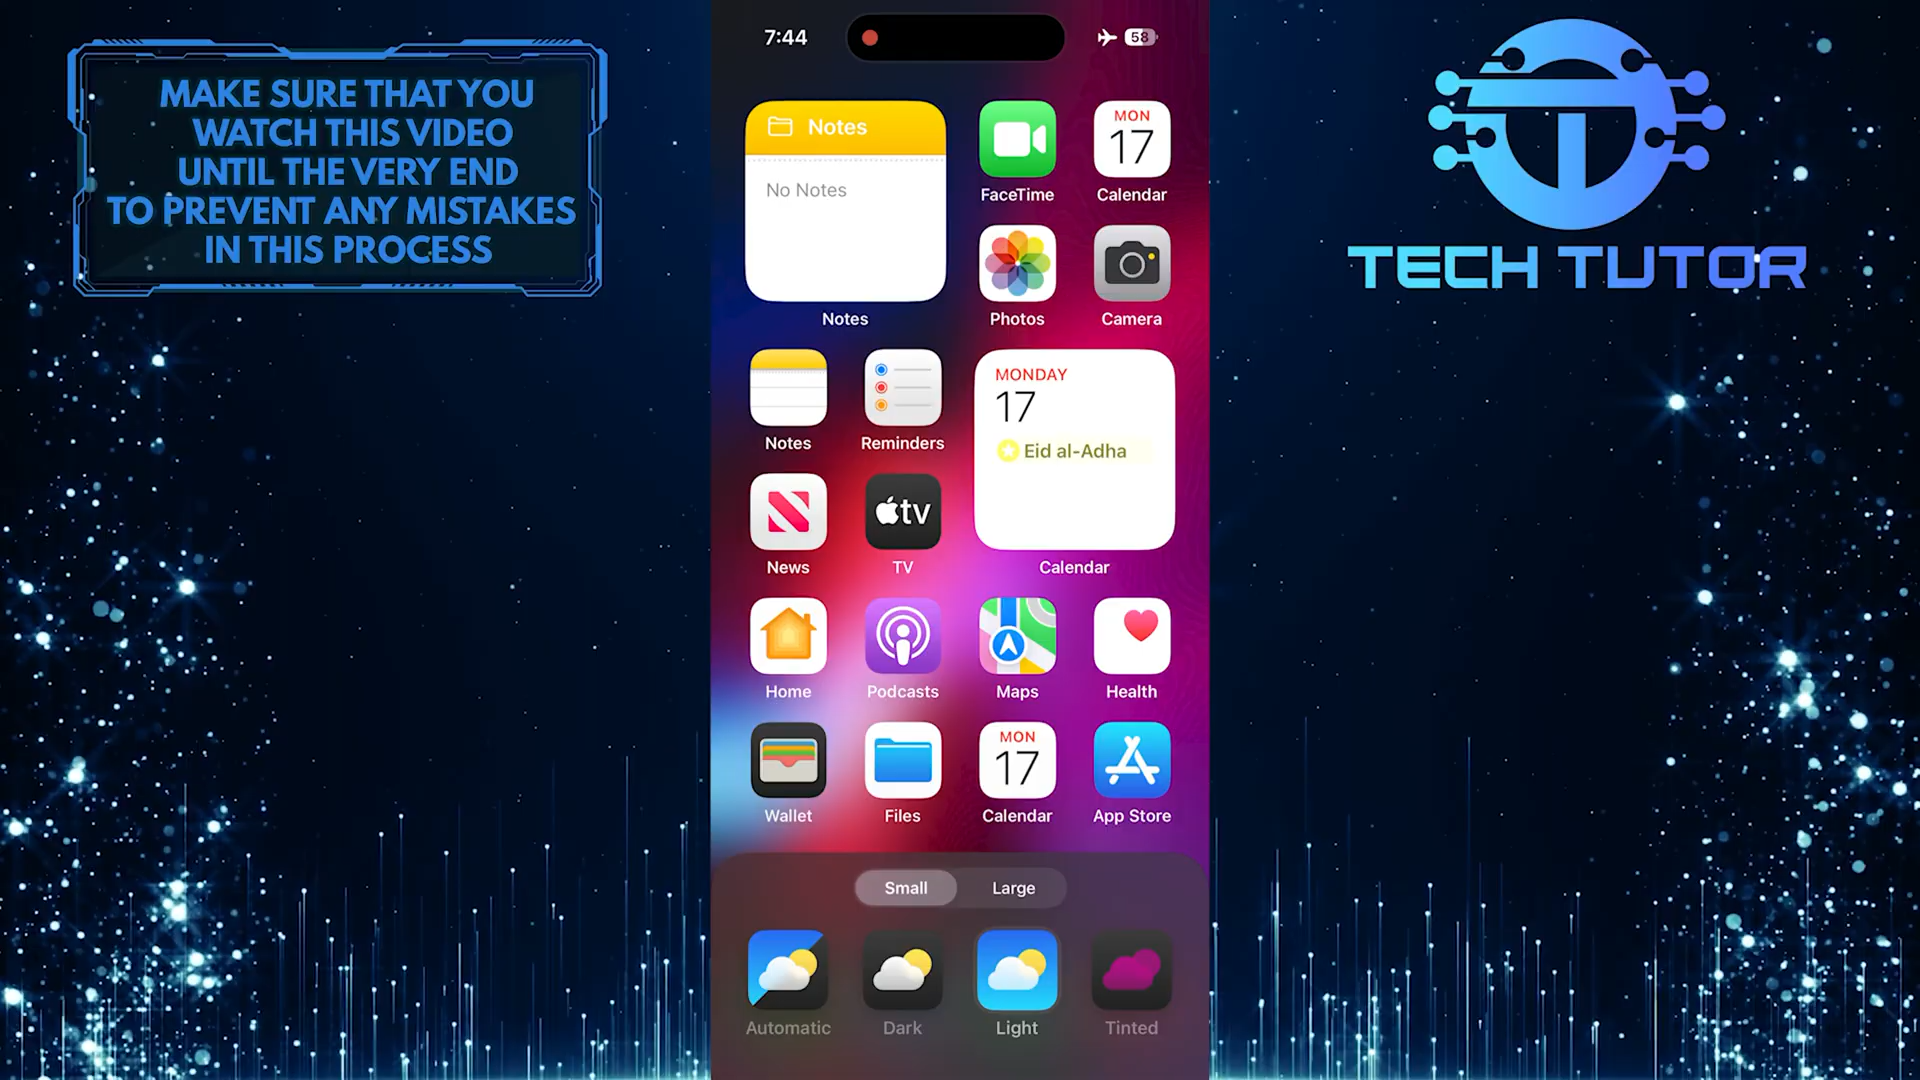 MAKE SURE THAT YOU
WATCH THIS VIDEO
UNTIL THE VERY END
TO PREVENT ANY MISTAKES
IN THIS PROCESS
7:44
58
Notes
No Notes
Notes
FaceTime
MON
17
Calendar
Photos
Camera
Notes
Reminders
MONDAY
17
Eid al-Adha
Calendar
News
tv
TV
Home
Podcasts
Maps
Health
Wallet
Files
MON
17
Calendar
App Store
Small
Large
Automatic
Dark
Light
Tinted
TECH TUTOR